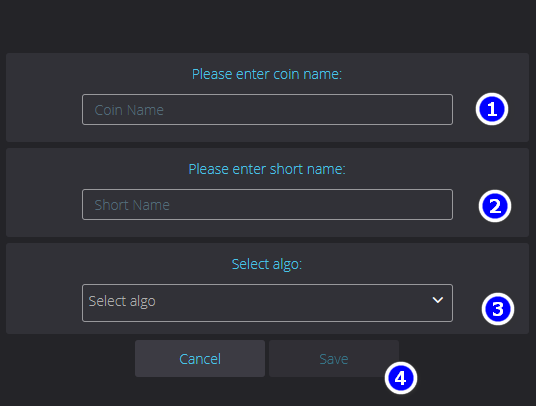 Please enter coin name:
Coin Name
1
Please enter short name:
Short Name
2
Select algo:
Select algo
3
Cancel Save
4